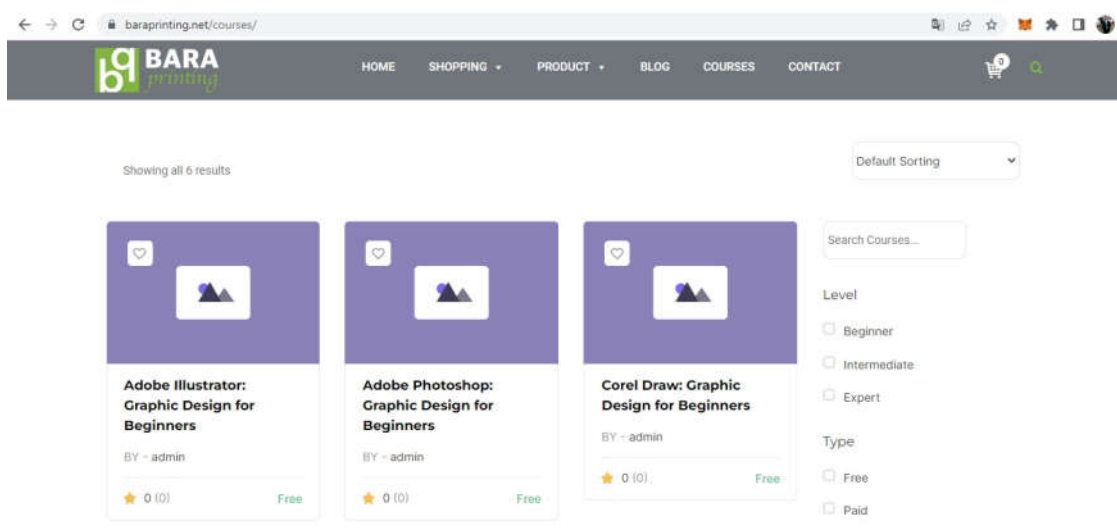 baraprinting.net/courses/
bq BARA printing
HOME SHOPPING PRODUCT BLOG COURSES CONTACT
0
Showing all 6 results
Default Sorting
Search Courses...
Adobe Illustrator:
Graphic Design for
Beginners
BY - admin
0 (0) Free
Adobe Photoshop:
Graphic Design for
Beginners
BY - admin
0 (0) Free
Corel Draw: Graphic
Design for Beginners
BY - admin
0 (0) Free
Level
Beginner
Intermediate
Expert
Type
Free
Paid